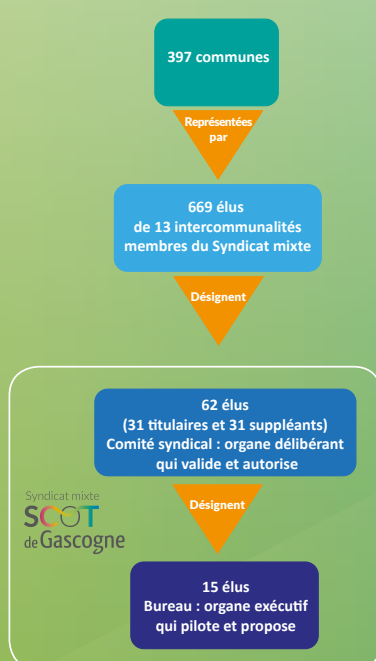 397 communes
Représentées
par
669 élus
de 13 intercommunalités
membres du Syndicat mixte
Désignent
62 élus
(31 titulaires et 31 suppléants)
Comité syndical : organe délibérant
qui valide et autorise
Syndicat mixte
SCOT
de Gascogne
Désignent
15 élus
Bureau : organe exécutif
qui pilote et propose